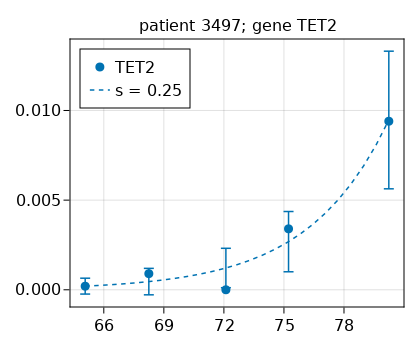 patient 3497; gene TET2
TET2
s = 0.25
0.010
0.005
0.000
66 69 72 75 78